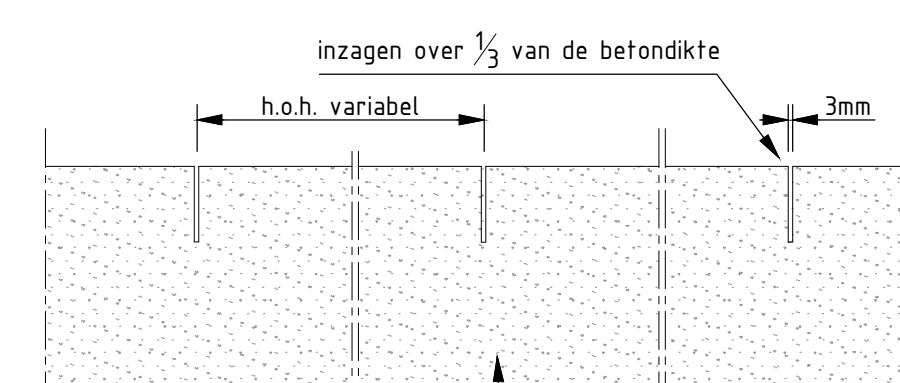 inzagen over 1/3 van de betondikte
h.o.h. variabel
3mm